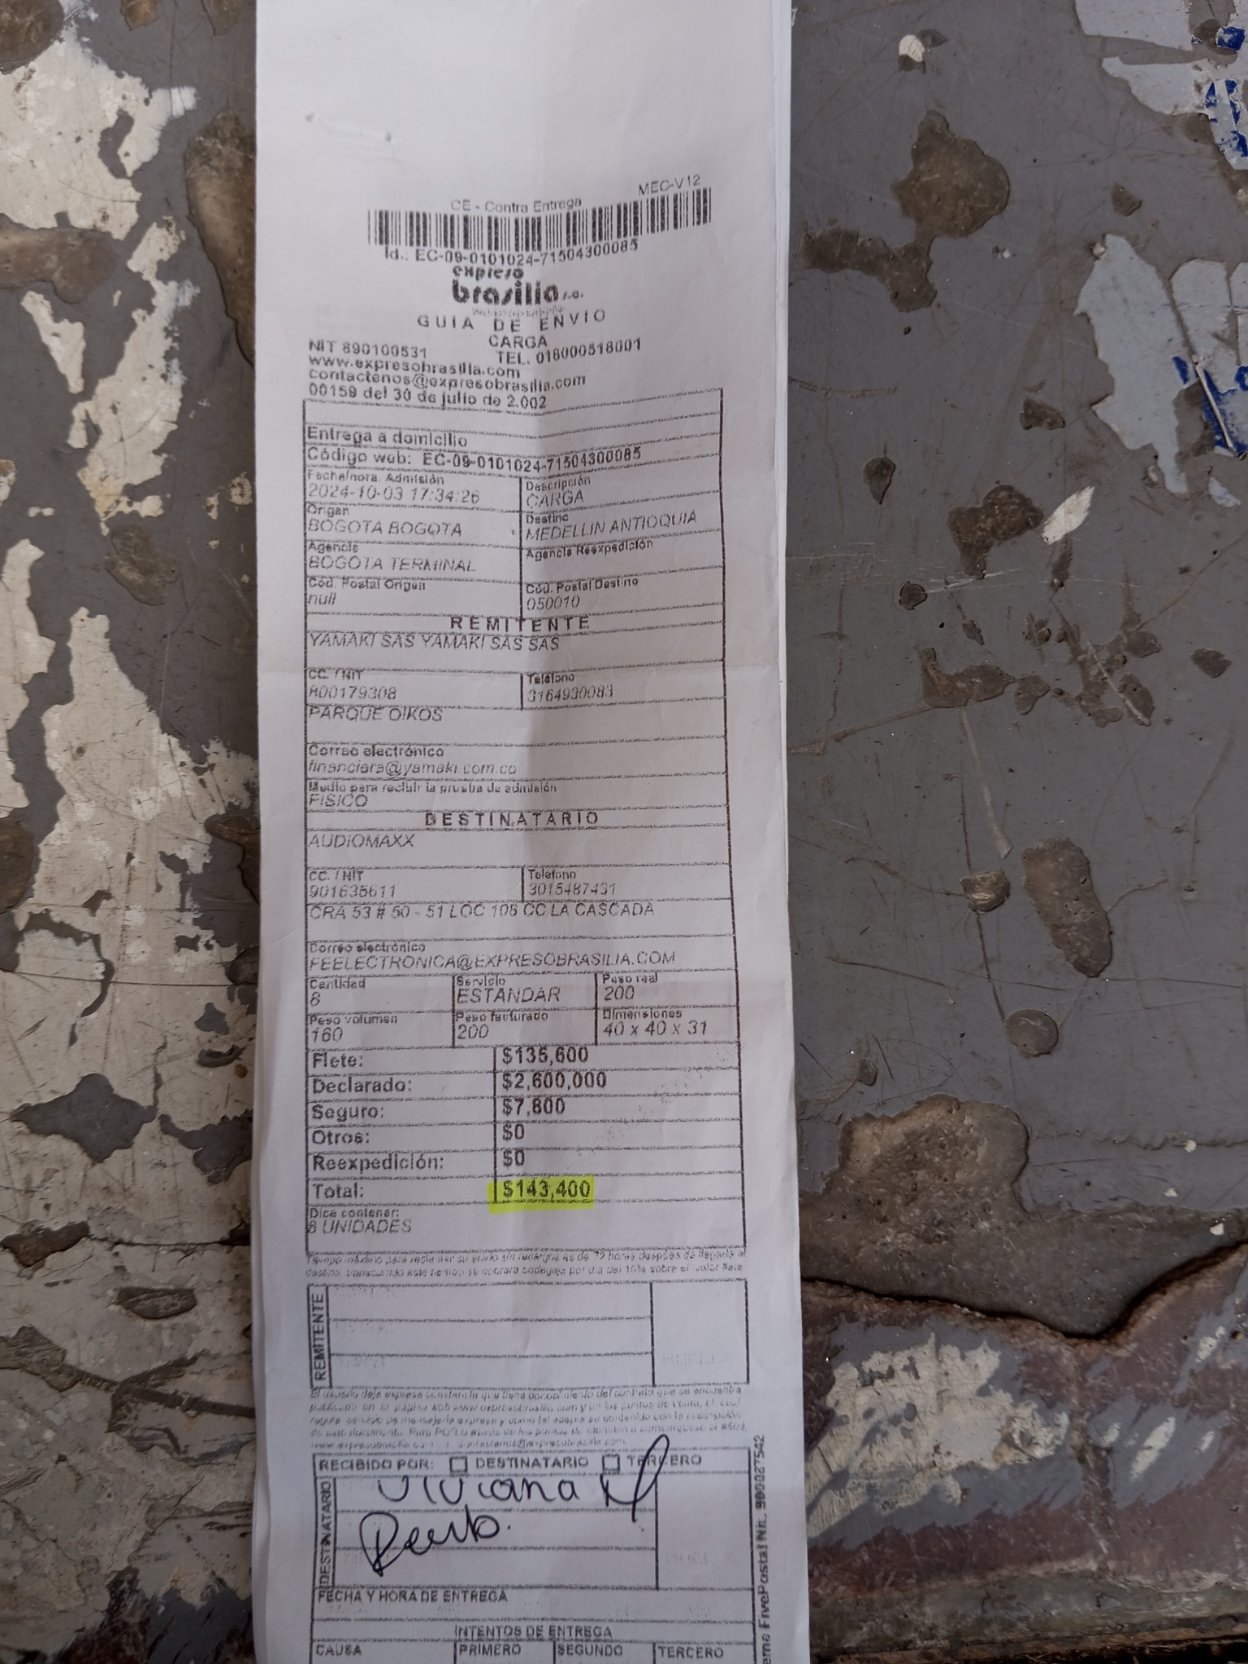 MEC-V12
CE - Contra Entrega
Id.: EC-09-0101024-71504300085
expreso
brasilia s.a.
GUIA DE ENVIO
CARGA
NIT 890100531 TEL. 018000518001
www.expresobrasilia.com
contactenos@expresobrasilia.com
00159 del 30 de julio de 2.002
Entrega a domicilio
Código web: EC-09-0101024-71504300085
Fecha/hora. Admisión Descripción
2024-10-03 17:34:26 CARGA
Origen Destino
BOGOTA BOGOTA MEDELLIN ANTIOQUIA
Agencia Agencia Reexpedición
BOGOTA TERMINAL
Cód. Postal Origen Cód. Postal Destino
null 050010
REMITENTE
YAMAKI SAS YAMAKI SAS SAS
CC. / NIT Teléfono
800179308 3164930083
PARQUE OIKOS
Correo electrónico
financiera@yamaki.com.co
Medio para recibir la prueba de admisión
FISICO
DESTINATARIO
AUDIOMAXX
CC. / NIT Teléfono
901635611 3015487431
CRA 53 # 50 - 51 LOC 105 CC LA CASCADA
Correo electrónico
FEELECTRONICA@EXPRESOBRASILIA.COM
Cantidad Servicio Peso real
8 ESTANDAR 200
Peso volumen Peso facturado Dimensiones
160 200 40 x 40 x 31
Flete: $135,600
Declarado: $2,600,000
Seguro: $7,800
Otros: $0
Reexpedición: $0
Total: $143,400
Dice contener:
8 UNIDADES
REMITENTE
RECIBIDO POR: DESTINATARIO TERCERO
DESTINATARIO
Viviana
FECHA Y HORA DE ENTREGA
INTENTOS DE ENTREGA
CAUSA PRIMERO SEGUNDO TERCERO
FivePostal Nit. 900027542